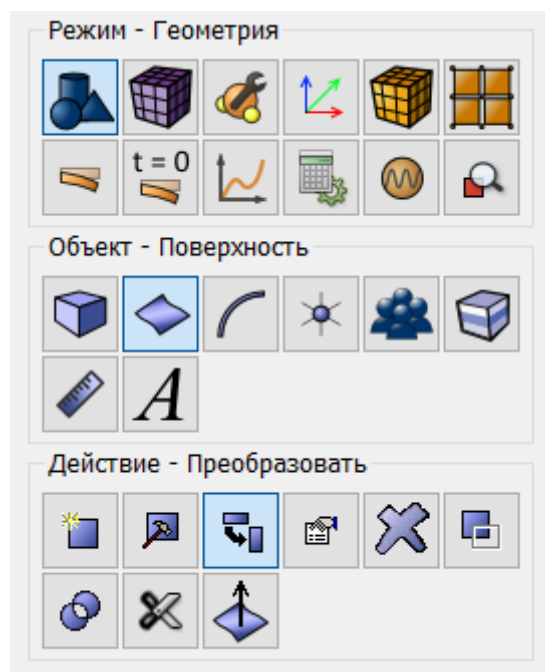 Режим - Геометрия
t = 0
Объект - Поверхность
A
Действие - Преобразовать